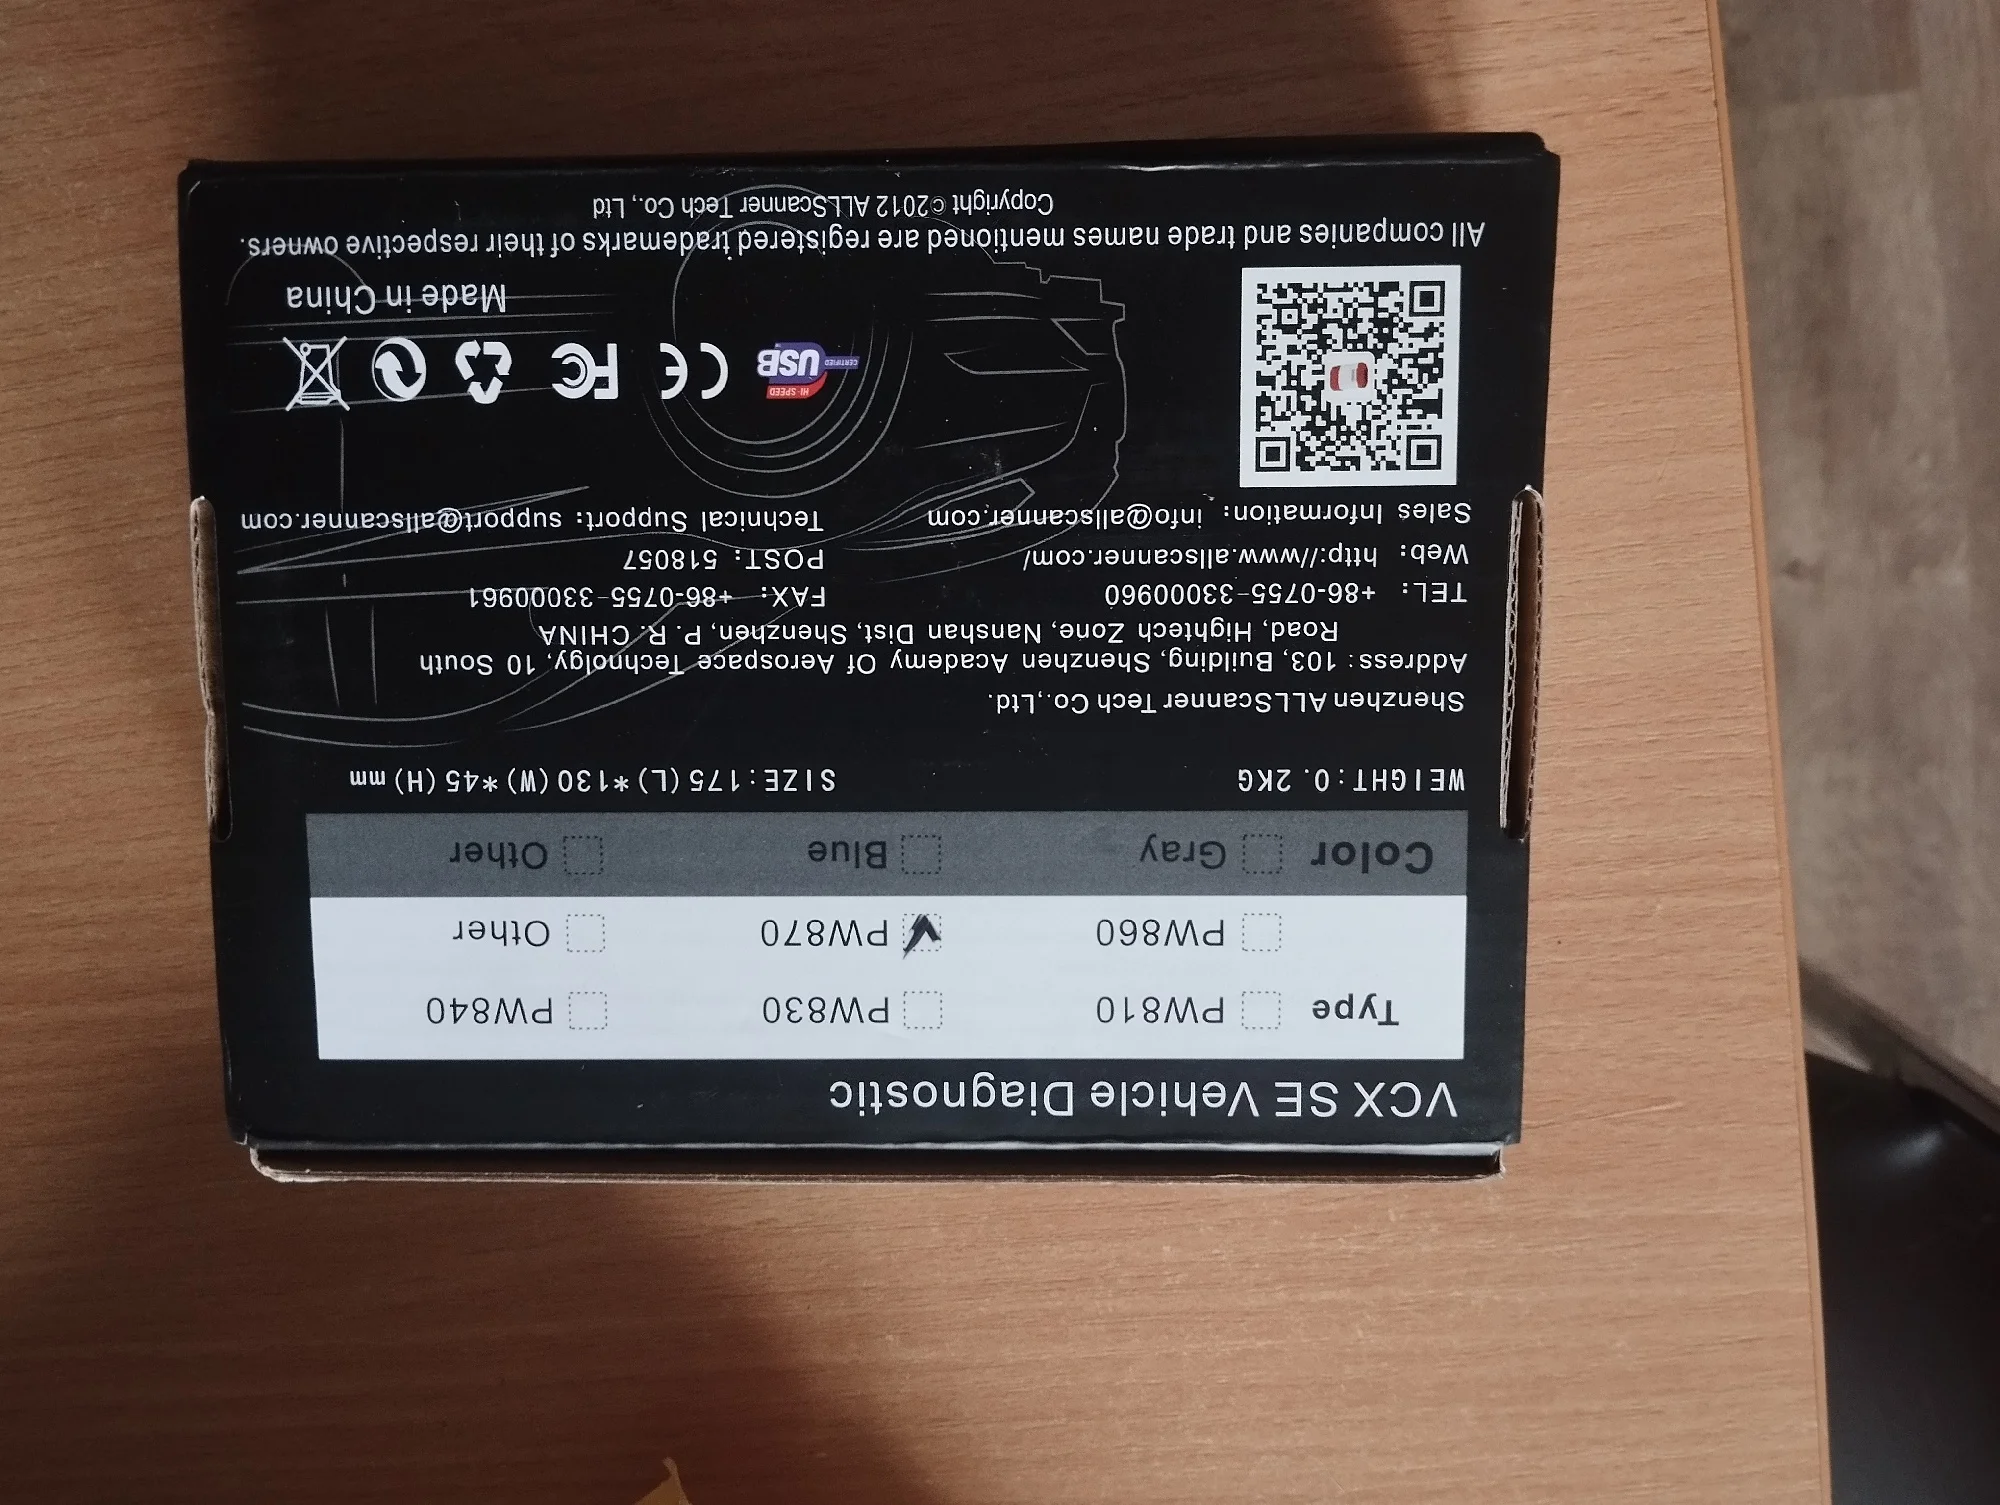 VCX SE Vehicle Diagnostic
Type PW810 PW830 PW840
PW860 PW870 Other
Color Gray Blue Other
WEIGHT:0.2KG SIZE:175(L)*130(W)*45(H)mm
Shenzhen ALLScanner Tech Co.,Ltd.
Address: 103, Building, Shenzhen Academy Of Aerospace Technolgy, 10 South
Road, Hightech Zone, Nanshan Dist, Shenzhen, P. R. CHINA
TEL: +86-0755-33000960 FAX: +86-0755-33000961
Web: http://www.allscanner.com/ POST: 518057
Sales Information: info@allscanner.com Technical Support: support@allscanner.com
HI-SPEED
CERTIFIED USB
CE FC
Made in China
All companies and trade names mentioned are registered trademarks of their respective owners.
Copyright ©2012 ALLScanner Tech Co., Ltd